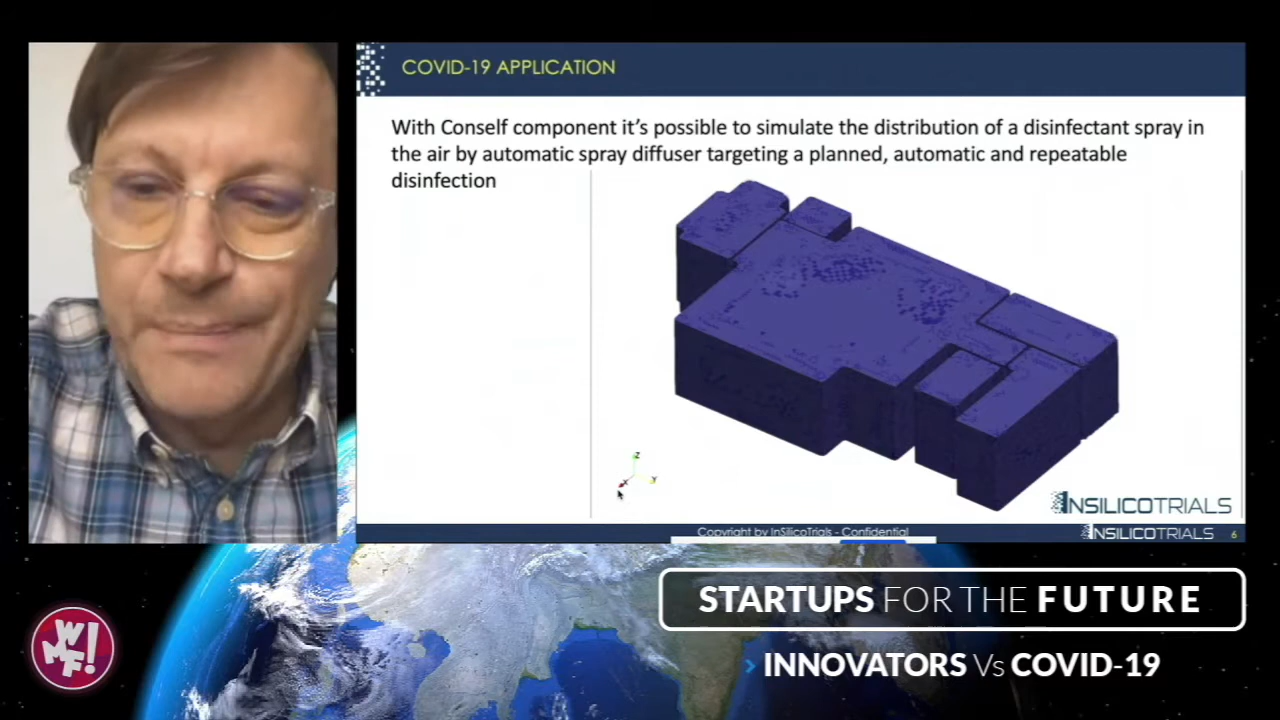 COVID-19 APPLICATION
With Conself component it's possible to simulate the distribution of a disinfectant spray in
the air by automatic spray diffuser targeting a planned, automatic and repeatable
disinfection
Z
X
Y
INSILICOTRIALS
Copyright by InSilicoTrials - Confidential
INSILICOTRIALS
6
STARTUPS FOR THE FUTURE
› INNOVATORS Vs COVID-19
WMF!